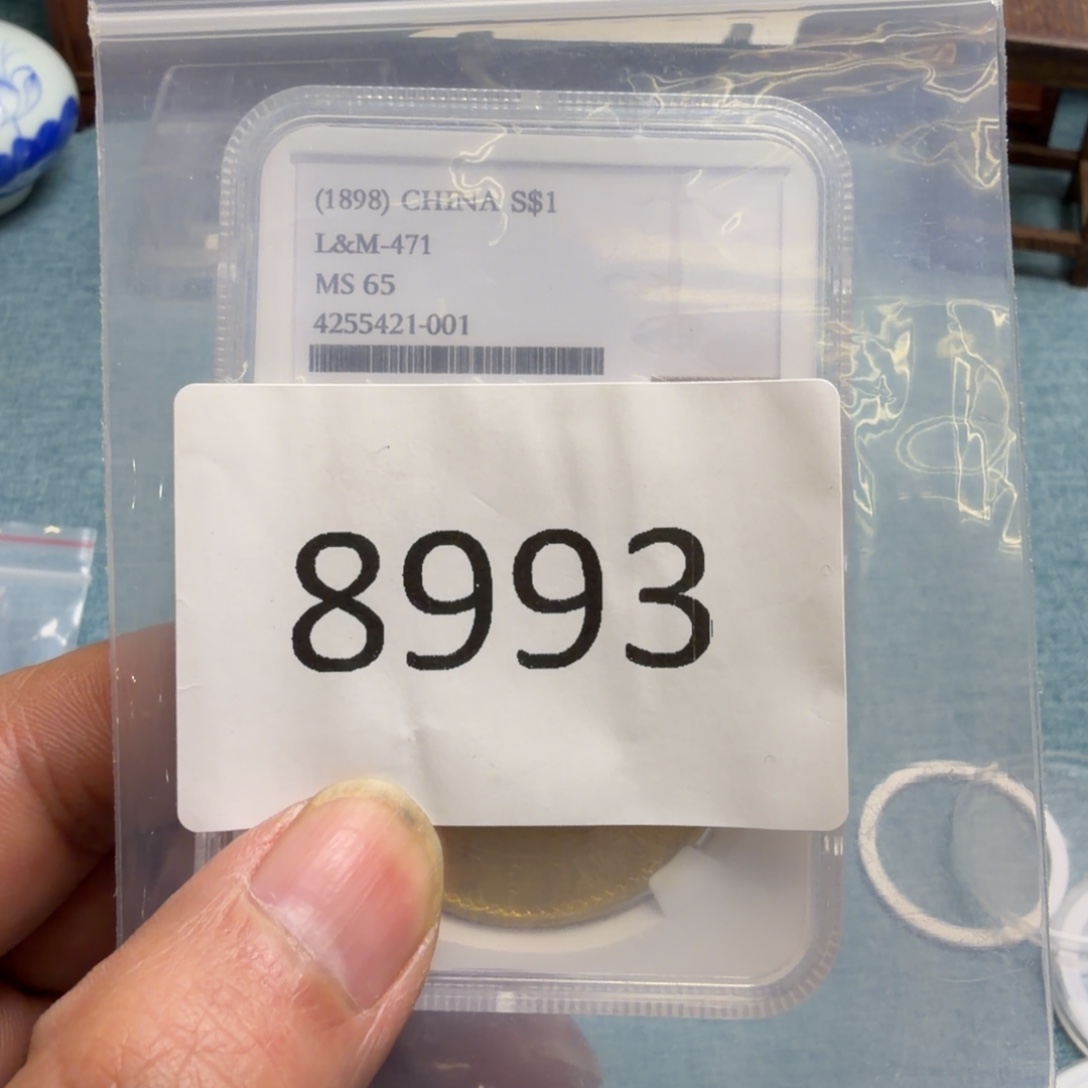 (1898) CHINA S$1
L&M-471
MS 65
4255421-001
8993